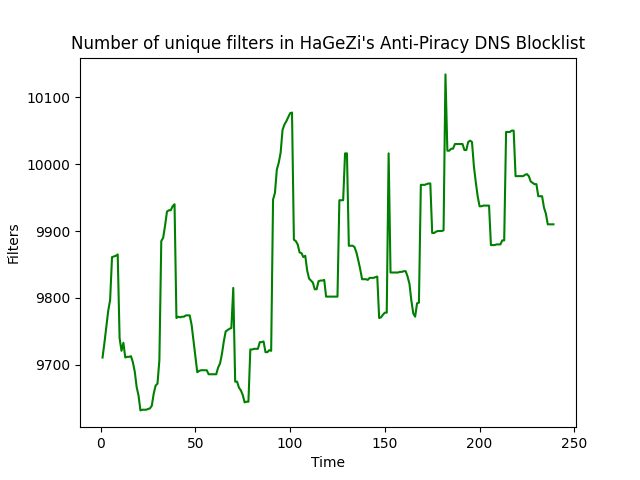 Number of unique filters in HaGeZi's Anti-Piracy DNS Blocklist
10100
10000
9900
9800
9700
Filters
0 50 100 150 200 250
Time